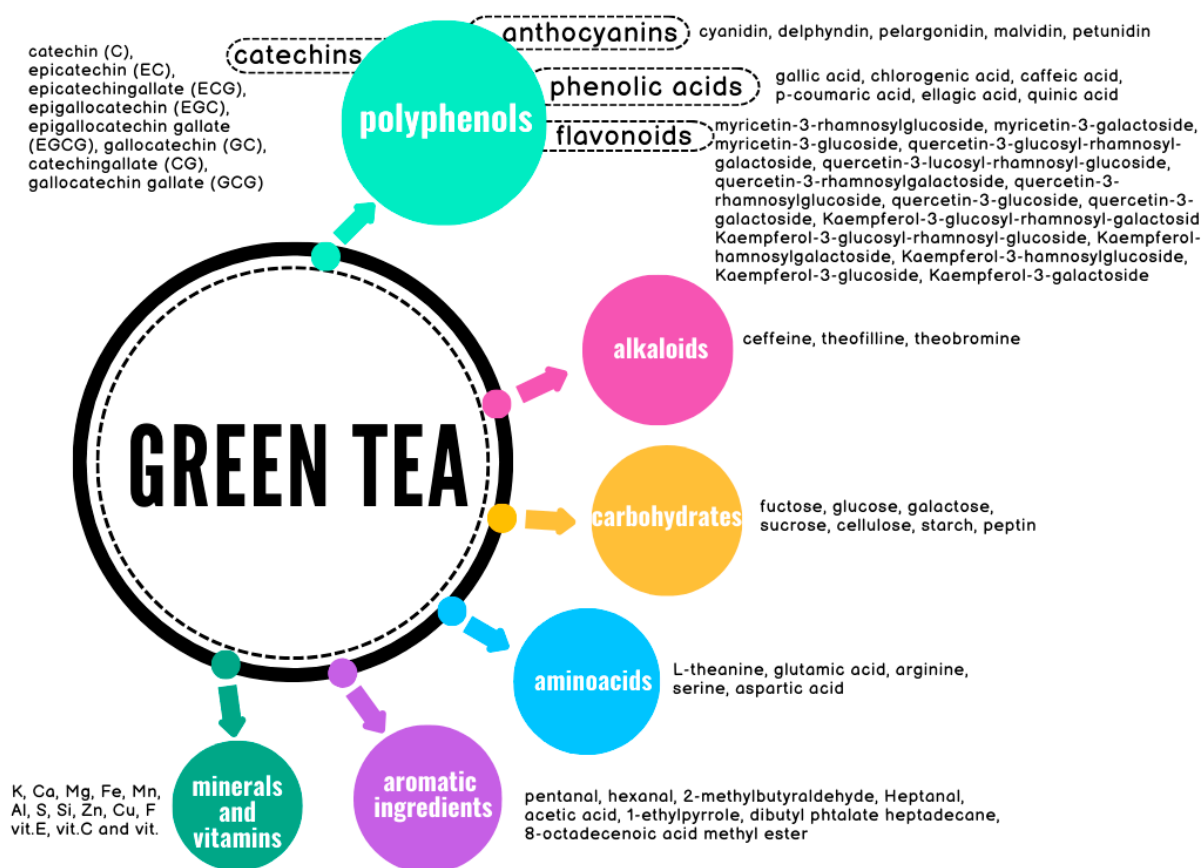 catechins
catechin (C),
epicatechin (EC),
epicatechingallate (ECG),
epigallocatechin (EGC),
epigallocatechin gallate
(EGCG), gallocatechin (GC),
catechingallate (CG),
gallocatechin gallate (GCG)
polyphenols
anthocyanins
cyanidin, delphyndin, pelargonidin, malvidin, petunidin
phenolic acids
gallic acid, chlorogenic acid, caffeic acid,
p-coumaric acid, ellagic acid, quinic acid
flavonoids
myricetin-3-rhamnosylglucoside, myricetin-3-galactoside,
myricetin-3-glucoside, quercetin-3-glucosyl-rhamnosyl-
galactoside, quercetin-3-lucosyl-rhamnosyl-glucoside,
quercetin-3-rhamnosylgalactoside, quercetin-3-
rhamnosylglucoside, quercetin-3-glucoside, quercetin-3-
galactoside, Kaempferol-3-glucosyl-rhamnosyl-galactosid
Kaempferol-3-glucosyl-rhamnosyl-glucoside, Kaempferol-
hamnosylgalactoside, Kaempferol-3-hamnosylglucoside,
Kaempferol-3-glucoside, Kaempferol-3-galactoside
GREEN TEA
alkaloids
ceffeine, theofilline, theobromine
carbohydrates
fuctose, glucose, galactose,
sucrose, cellulose, starch, peptin
aminoacids
L-theanine, glutamic acid, arginine,
serine, aspartic acid
aromatic
ingredients
pentanal, hexanal, 2-methylbutyraldehyde, Heptanal,
acetic acid, 1-ethylpyrrole, dibutyl phtalate heptadecane,
8-octadecenoic acid methyl ester
minerals
and
vitamins
K, Ca, Mg, Fe, Mn,
Al, S, Si, Zn, Cu, F
vit.E, vit.C and vit.